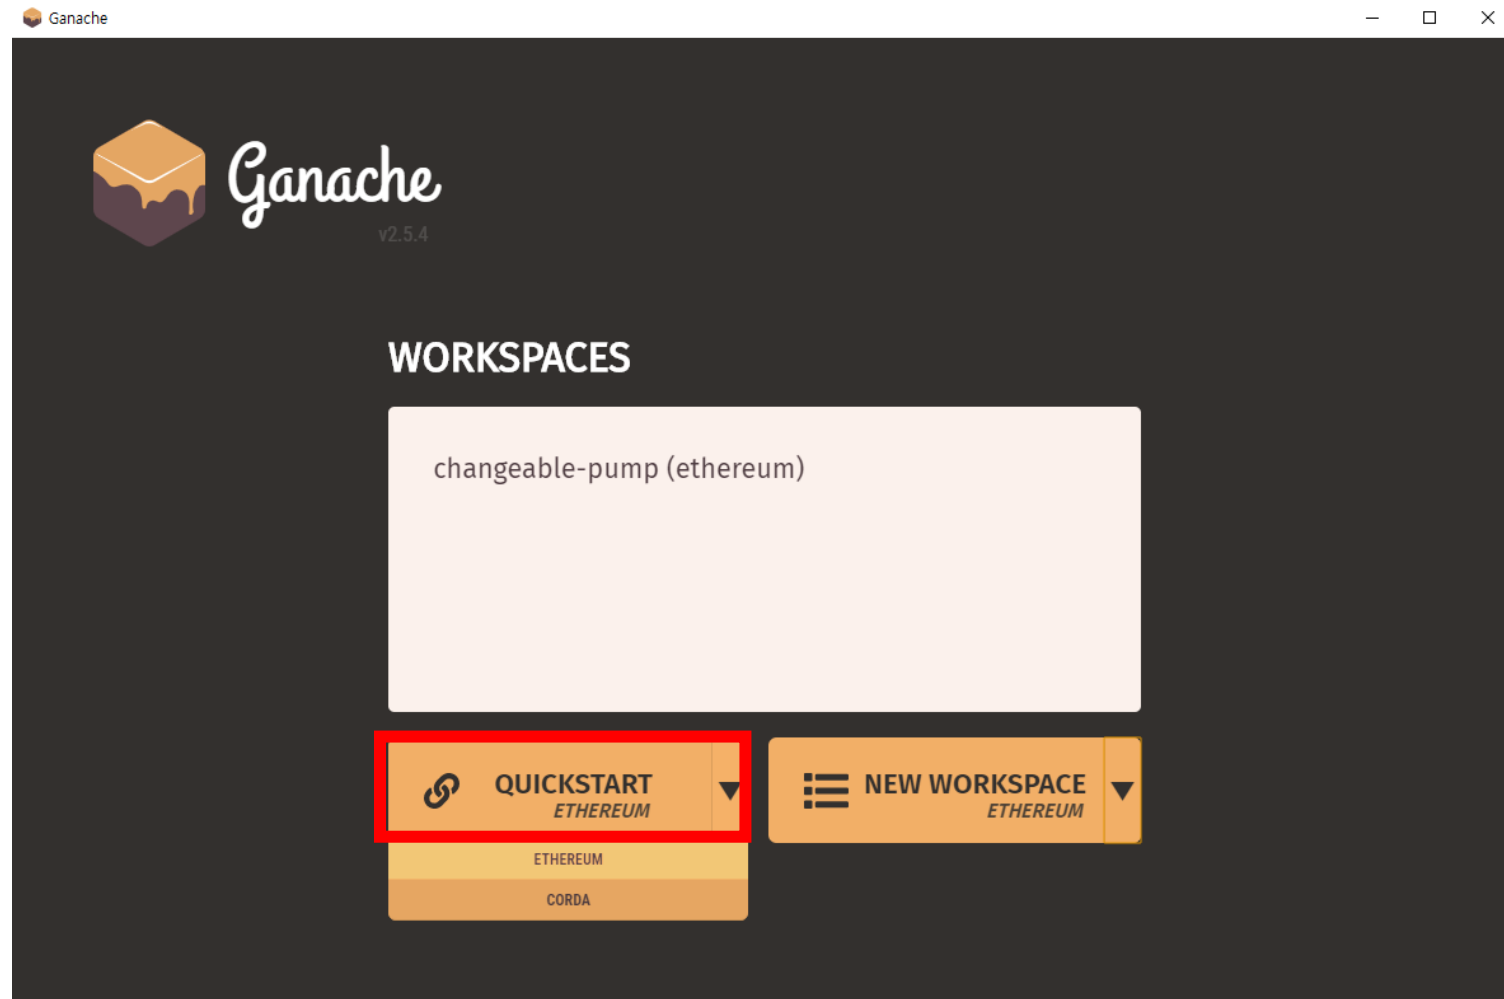 Ganache
Ganache
v2.5.4
WORKSPACES
changeable-pump (ethereum)
QUICKSTART
ETHEREUM
NEW WORKSPACE
ETHEREUM
ETHEREUM
CORDA